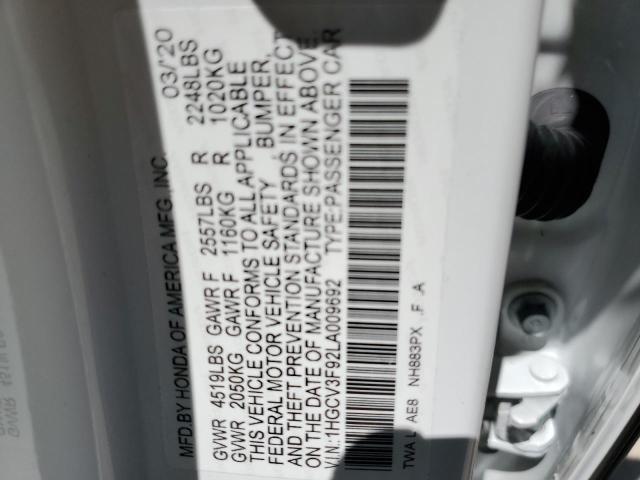 MFD.BY HONDA OF AMERICA MFG. INC. 03/'20
GVWR 4519LBS GAWR F 2557LBS R 2248LBS
GVWR 2050KG GAWR F 1160KG R 1020KG
THIS VEHICLE CONFORMS TO ALL APPLICABLE
FEDERAL MOTOR VEHICLE SAFETY BUMPER,
AND THEFT PREVENTION STANDARDS IN EFFECT
ON THE DATE OF MANUFACTURE SHOWN ABOVE.
V.I.N.:1HGCV3F92LA009692 TYPE:PASSENGER CAR
TWA L AE8 NH883PX F A